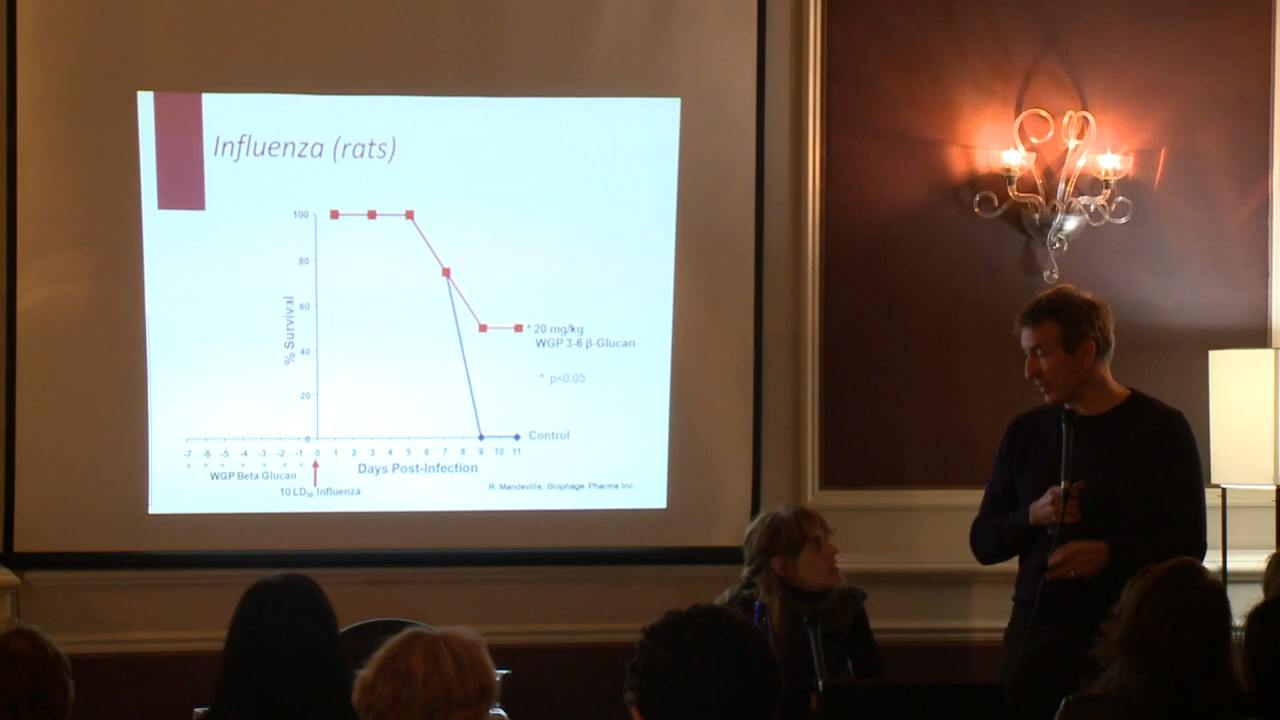 Influenza (rats)
100
80
60
40
20
0
% Survival
* 20 mg/kg
WGP 3-6 β-Glucan
* p<0.05
Control
-7 -6 -5 -4 -3 -2 -1 0 1 2 3 4 5 6 7 8 9 10 11
WGP Beta Glucan
Days Post-Infection
10 LD50 Influenza
R. Mandeville, Biophage Pharma Inc.